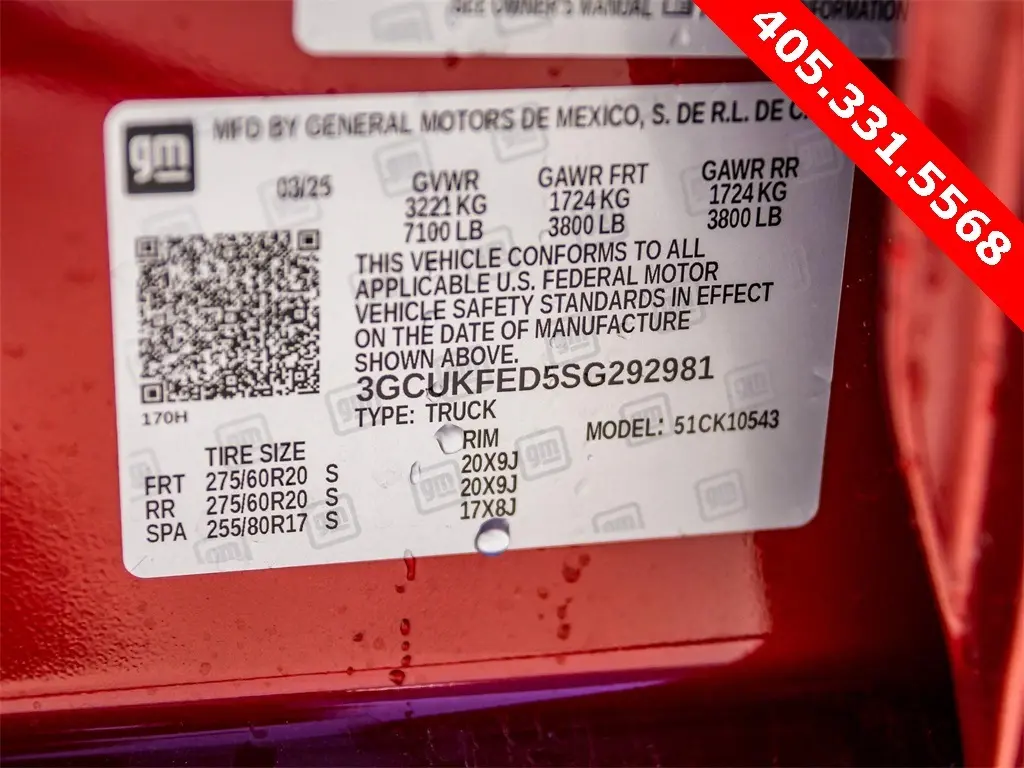 SEE OWNER'S MANUAL
INFORMATION
405.331.5568
gm
MFD BY GENERAL MOTORS DE MEXICO, S. DE R.L. DE C.
03/25
GVWR GAWR FRT GAWR RR
3221 KG 1724 KG 1724 KG
7100 LB 3800 LB 3800 LB
THIS VEHICLE CONFORMS TO ALL
APPLICABLE U.S. FEDERAL MOTOR
VEHICLE SAFETY STANDARDS IN EFFECT
ON THE DATE OF MANUFACTURE
SHOWN ABOVE.
3GCUKFED5SG292981
170H
TYPE: TRUCK
MODEL: 51CK10543
TIRE SIZE RIM
FRT 275/60R20 S 20X9J
RR 275/60R20 S 20X9J
SPA 255/80R17 S 17X8J